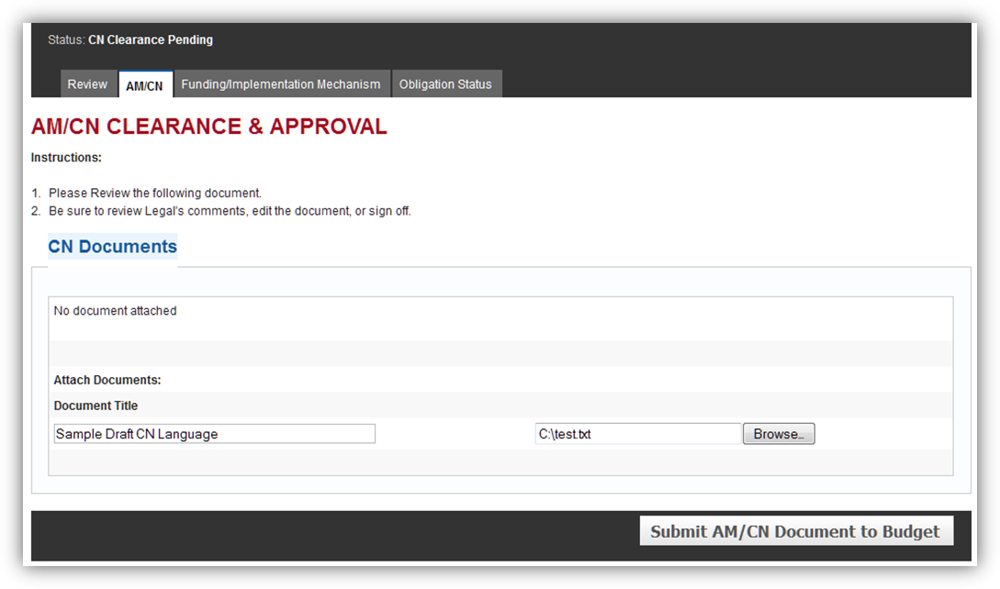 Status: CN Clearance Pending
Review AM/CN Funding/Implementation Mechanism Obligation Status
AM/CN CLEARANCE & APPROVAL
Instructions:
1. Please Review the following document.
2. Be sure to review Legal's comments, edit the document, or sign off.
CN Documents
No document attached
Attach Documents:
Document Title
Sample Draft CN Language C:\test.txt Browse...
Submit AM/CN Document to Budget